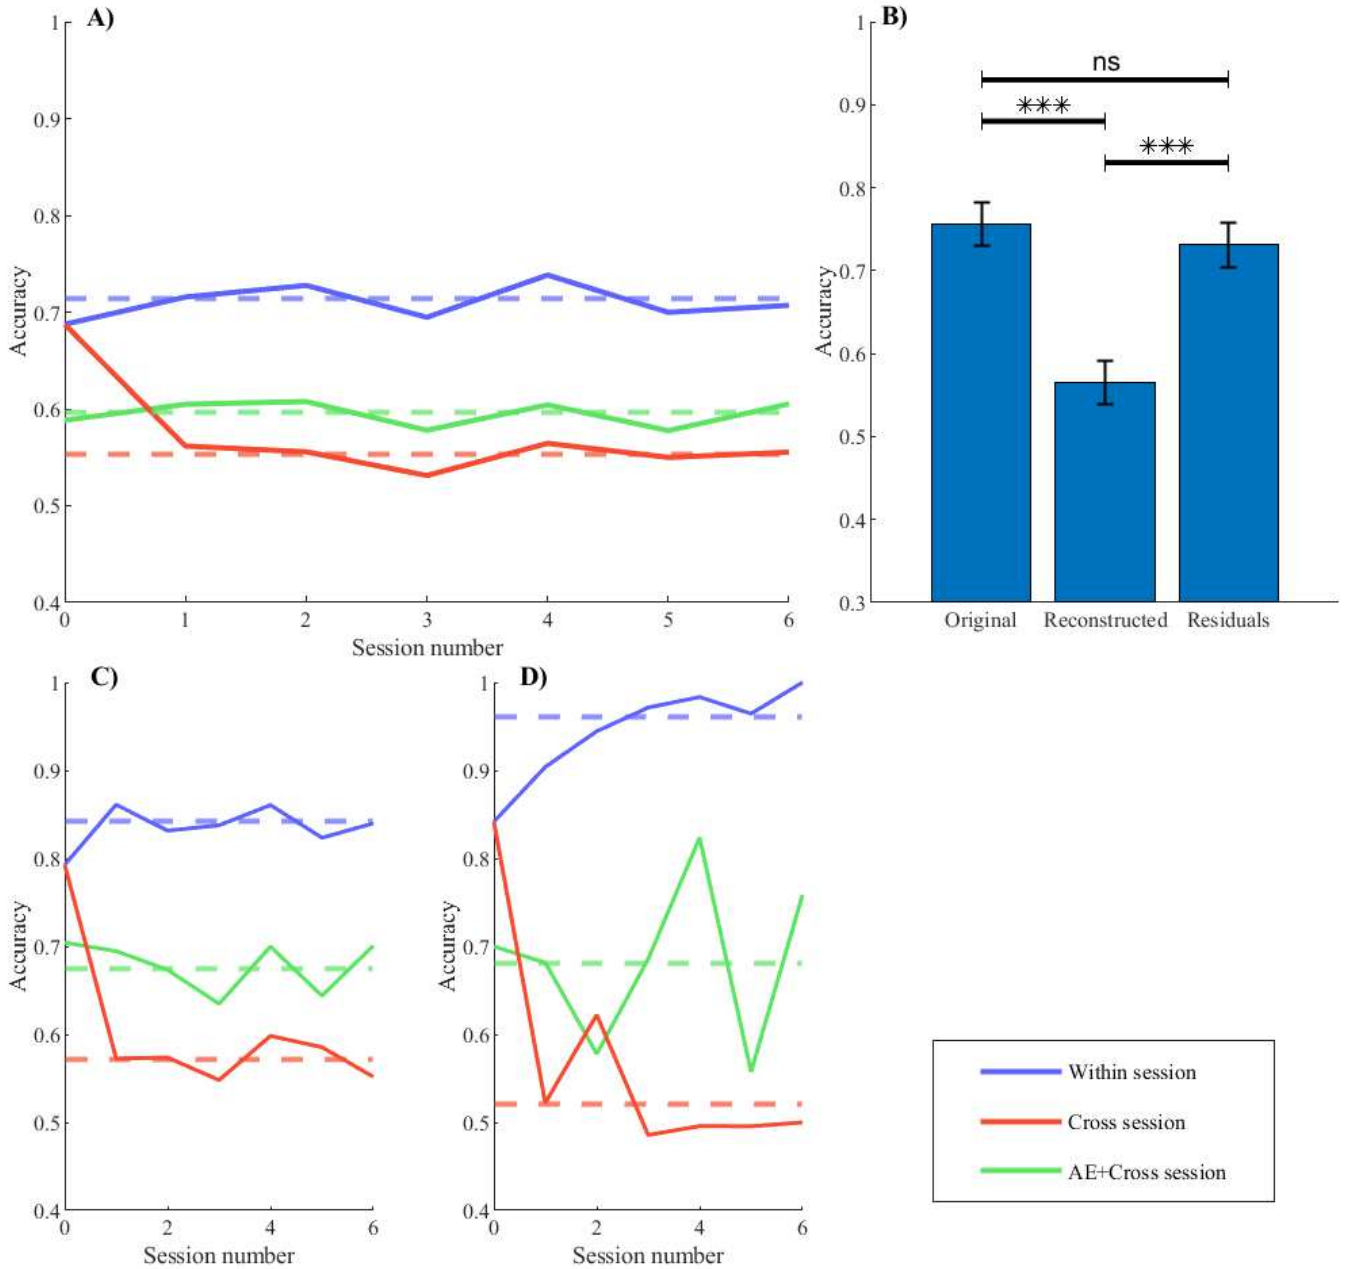 A)
1
0.9
0.8
0.7
0.6
0.5
0.4
Accuracy
0 1 2 3 4 5 6
Session number
B)
1
0.9
0.8
0.7
0.6
0.5
0.4
0.3
Accuracy
ns
***
***
Original Reconstructed Residuals
C)
1
0.9
0.8
0.7
0.6
0.5
0.4
Accuracy
0 2 4 6
Session number
D)
1
0.9
0.8
0.7
0.6
0.5
0.4
Accuracy
0 2 4 6
Session number
Within session
Cross session
AE+Cross session